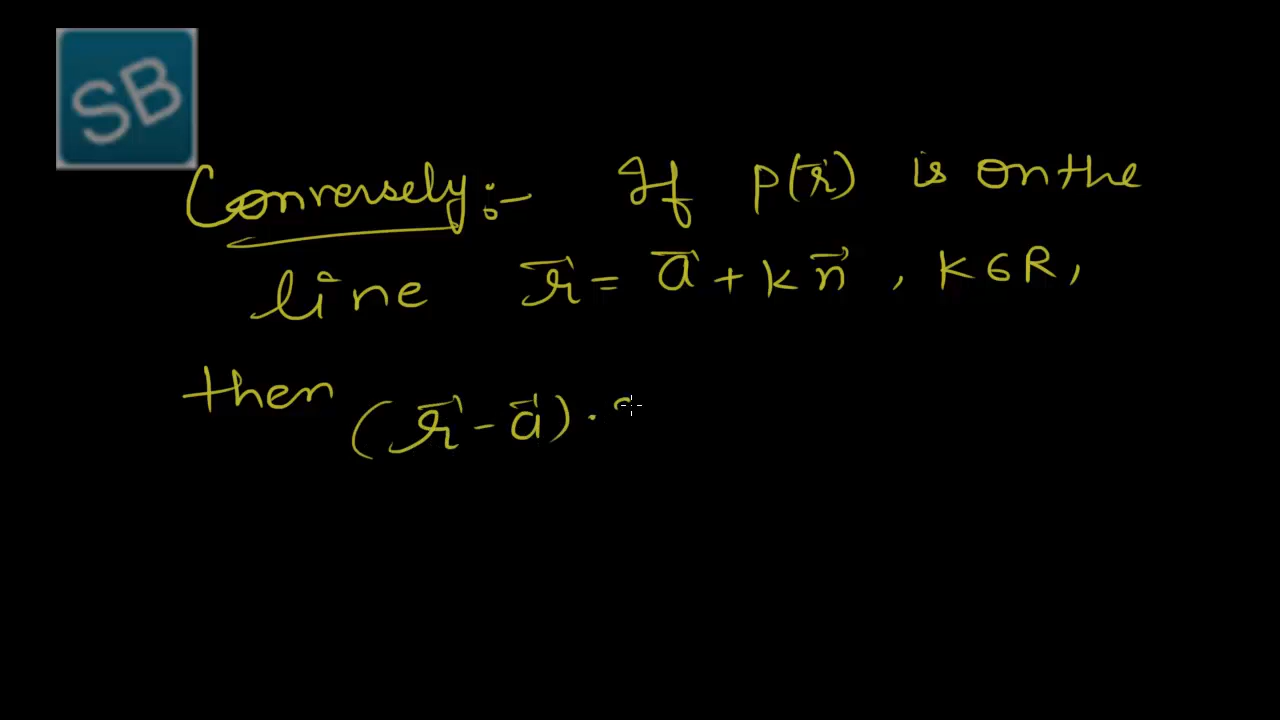 SB
Conversely :- If P(r⃗) is on the
line r⃗ = a⃗ + k n⃗ , K ∈ R,
then (r⃗ - a⃗) ·